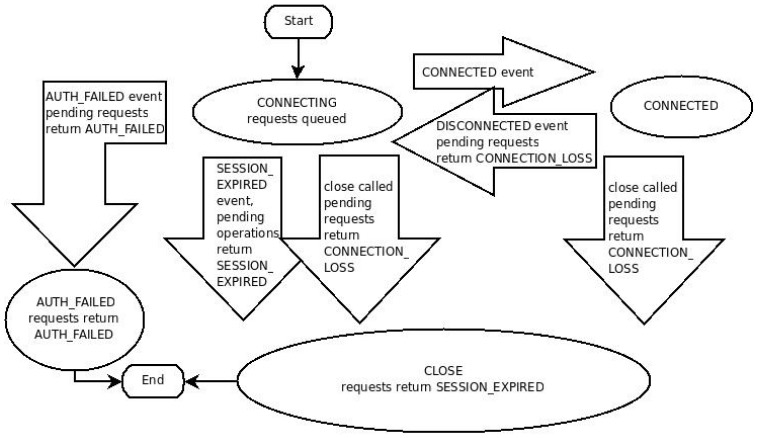 Start
CONNECTED event
AUTH_FAILED event
pending requests
return AUTH_FAILED
CONNECTING
requests queued
CONNECTED
DISCONNECTED event
pending requests
return CONNECTION_LOSS
SESSION_
EXPIRED
event,
pending
operations
return
SESSION_
EXPIRED
close called
pending
requests
return
CONNECTION_
LOSS
close called
pending
requests
return
CONNECTION_
LOSS
AUTH_FAILED
requests return
AUTH_FAILED
End
CLOSE
requests return SESSION_EXPIRED